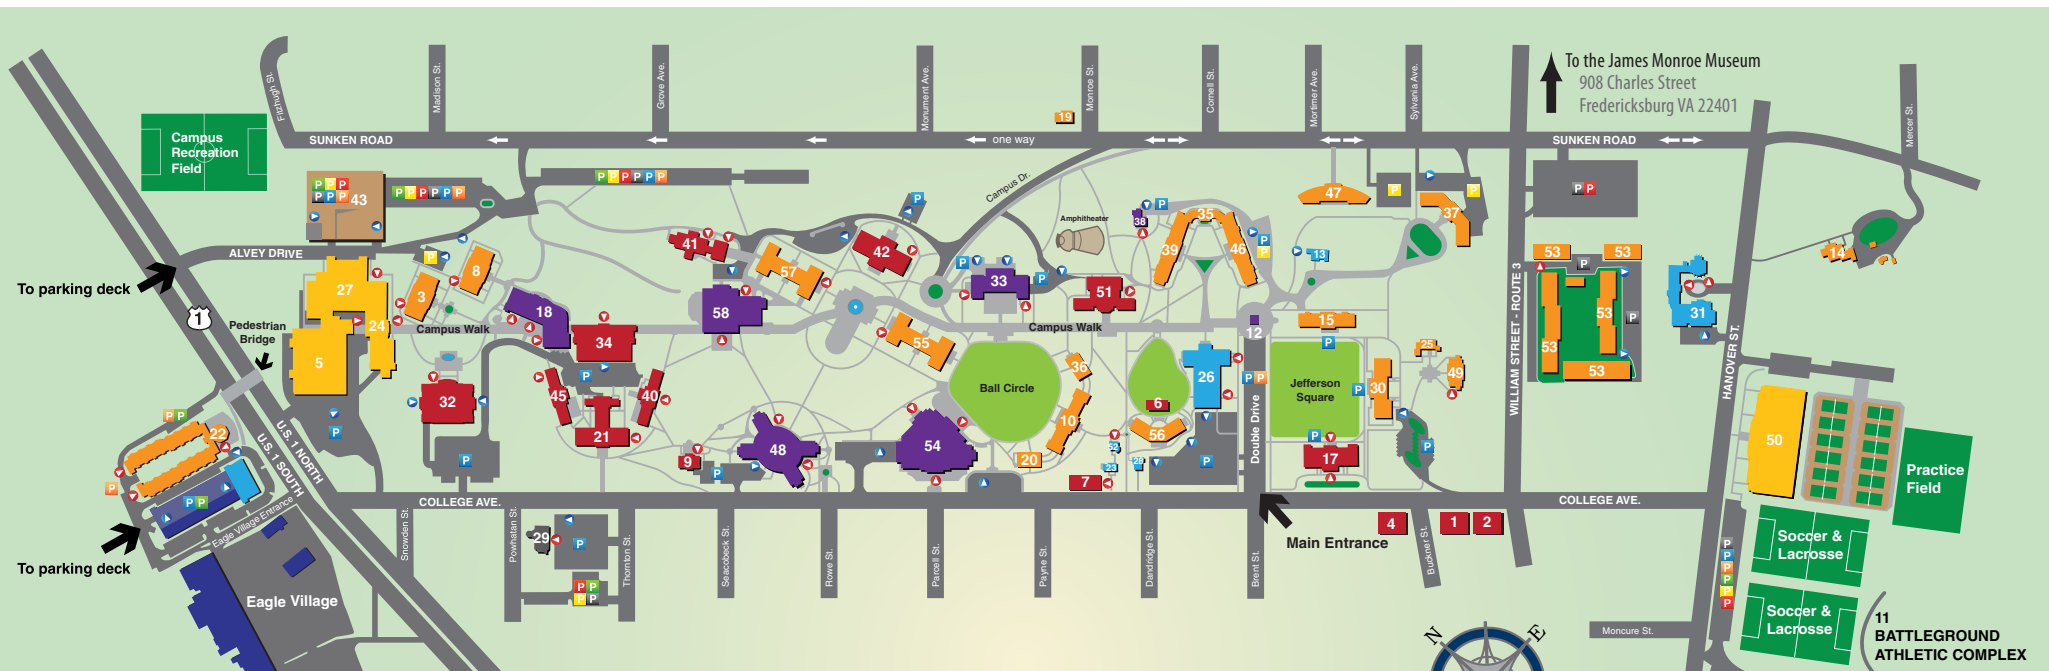 To the James Monroe Museum
908 Charles Street
Fredericksburg VA 22401
Fitzhugh St.
Madison St.
Grove Ave.
Monument Ave.
Monroe St.
Cornell St.
Mortimer Ave.
Sylvania Ave.
Mercer St.
19
SUNKEN ROAD
one way
SUNKEN ROAD
Campus
Recreation
Field
P P P
P P P
43
P P P P P P
P P P P P P
Campus Dr.
P
P
P
P
P P
47
37
35
38
Amphitheater
41
42
57
39
46
P
P
13
53
53
P
14
ALVEY DRIVE
P
8
To parking deck
27
3
33
P
P
51
58
18
31
53
53
53
P
1
Pedestrian
Bridge
24
Campus Walk
34
55
Campus Walk
12
15
P
25
WILLIAM STREET - ROUTE 3
HANOVER ST.
5
P
36
Ball Circle
26
P P
Jefferson
Square
P
30
49
32
45
40
6
10
56
Double Drive
50
P P
22
P
21
48
54
P
17
P
P
9
P
20
23
P
Practice
Field
P
P P
7
U.S. 1 NORTH
U.S. 1 SOUTH
COLLEGE AVE.
COLLEGE AVE.
Eagle Village Entrance
4
1
2
Main Entrance
29
P
Soccer &
Lacrosse
To parking deck
Snowden St.
Powhatan St.
Thornton St.
Seacobeck St.
Rowe St.
Parcell St.
Payne St.
Dandridge St.
Brent St.
Buckner St.
P P
P P
P
P
P
P
P
P
Eagle Village
Soccer &
Lacrosse
11
BATTLEGROUND
ATHLETIC COMPLEX
Moncure St.
N
E